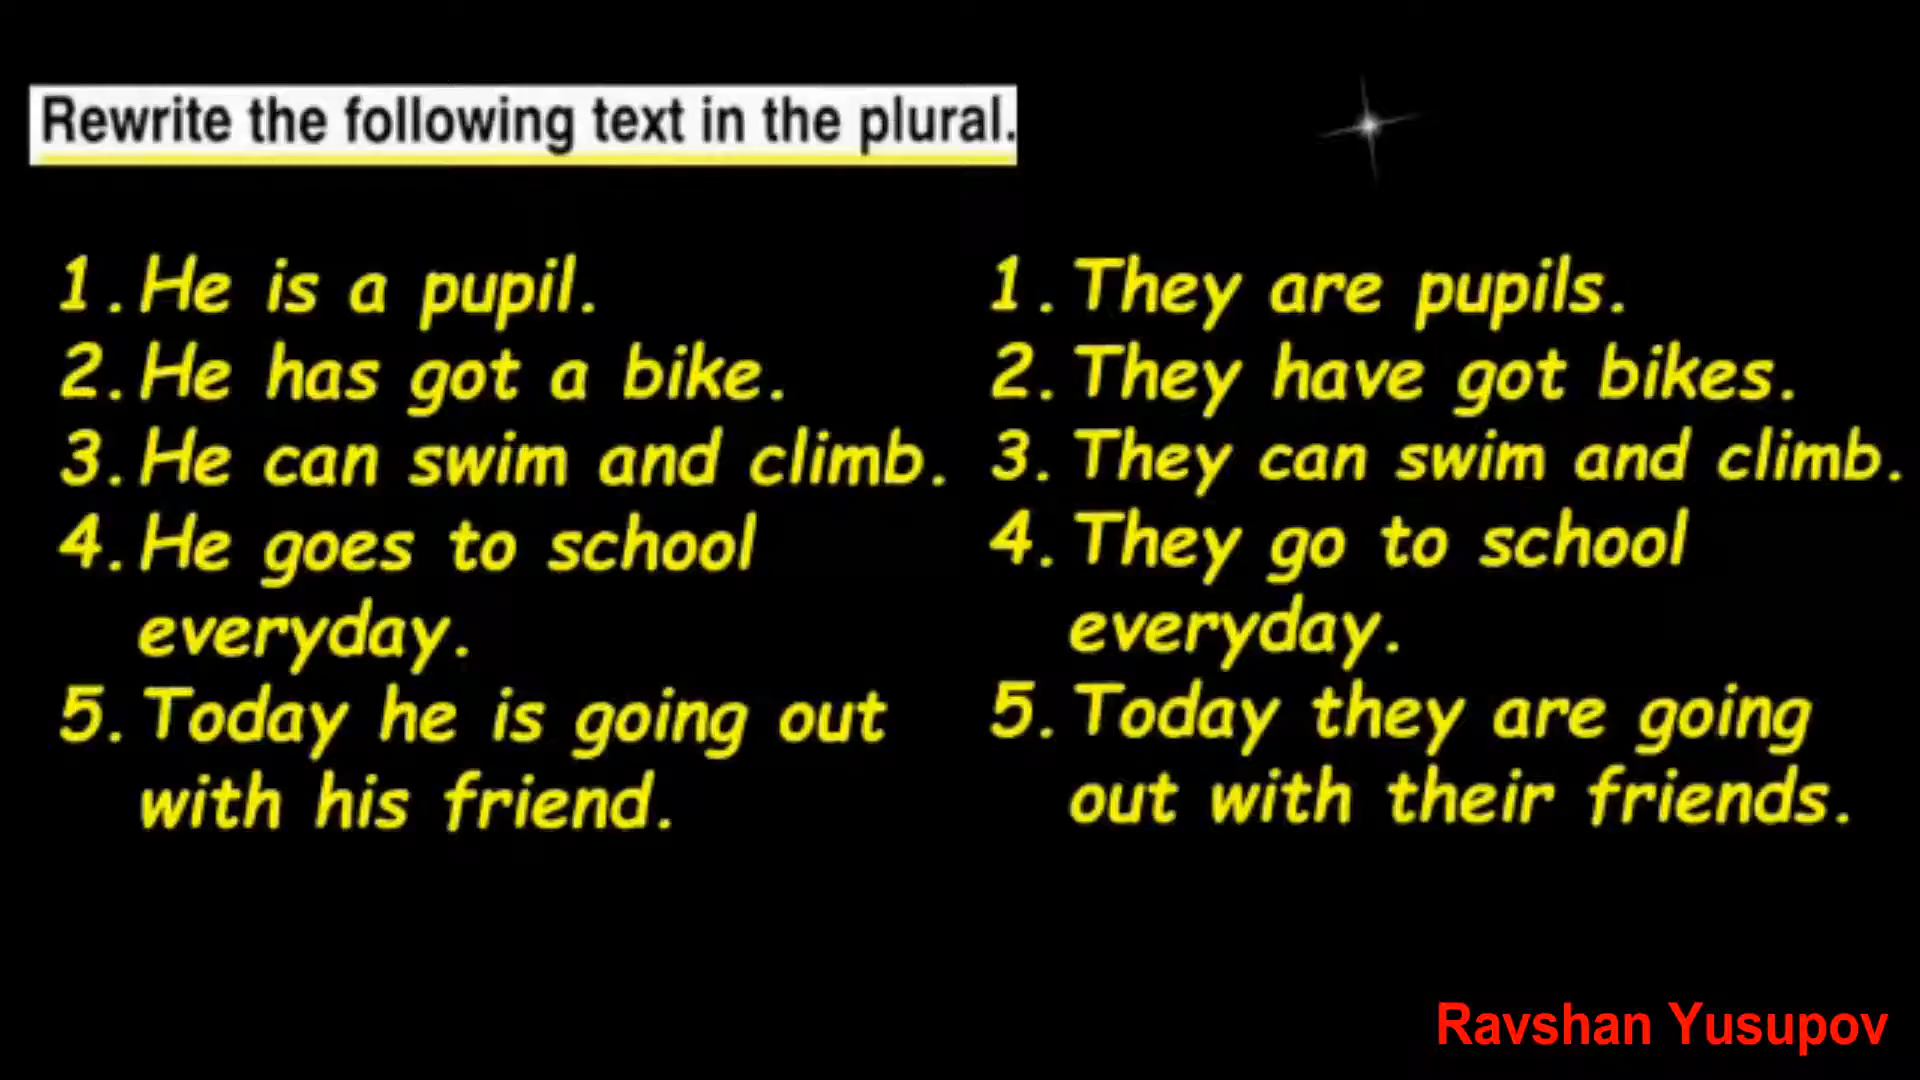 Rewrite the following text in the plural.
1. He is a pupil.
2. He has got a bike.
3. He can swim and climb.
4. He goes to school
everyday.
5. Today he is going out
with his friend.
1. They are pupils.
2. They have got bikes.
3. They can swim and climb.
4. They go to school
everyday.
5. Today they are going
out with their friends.
Ravshan Yusupov